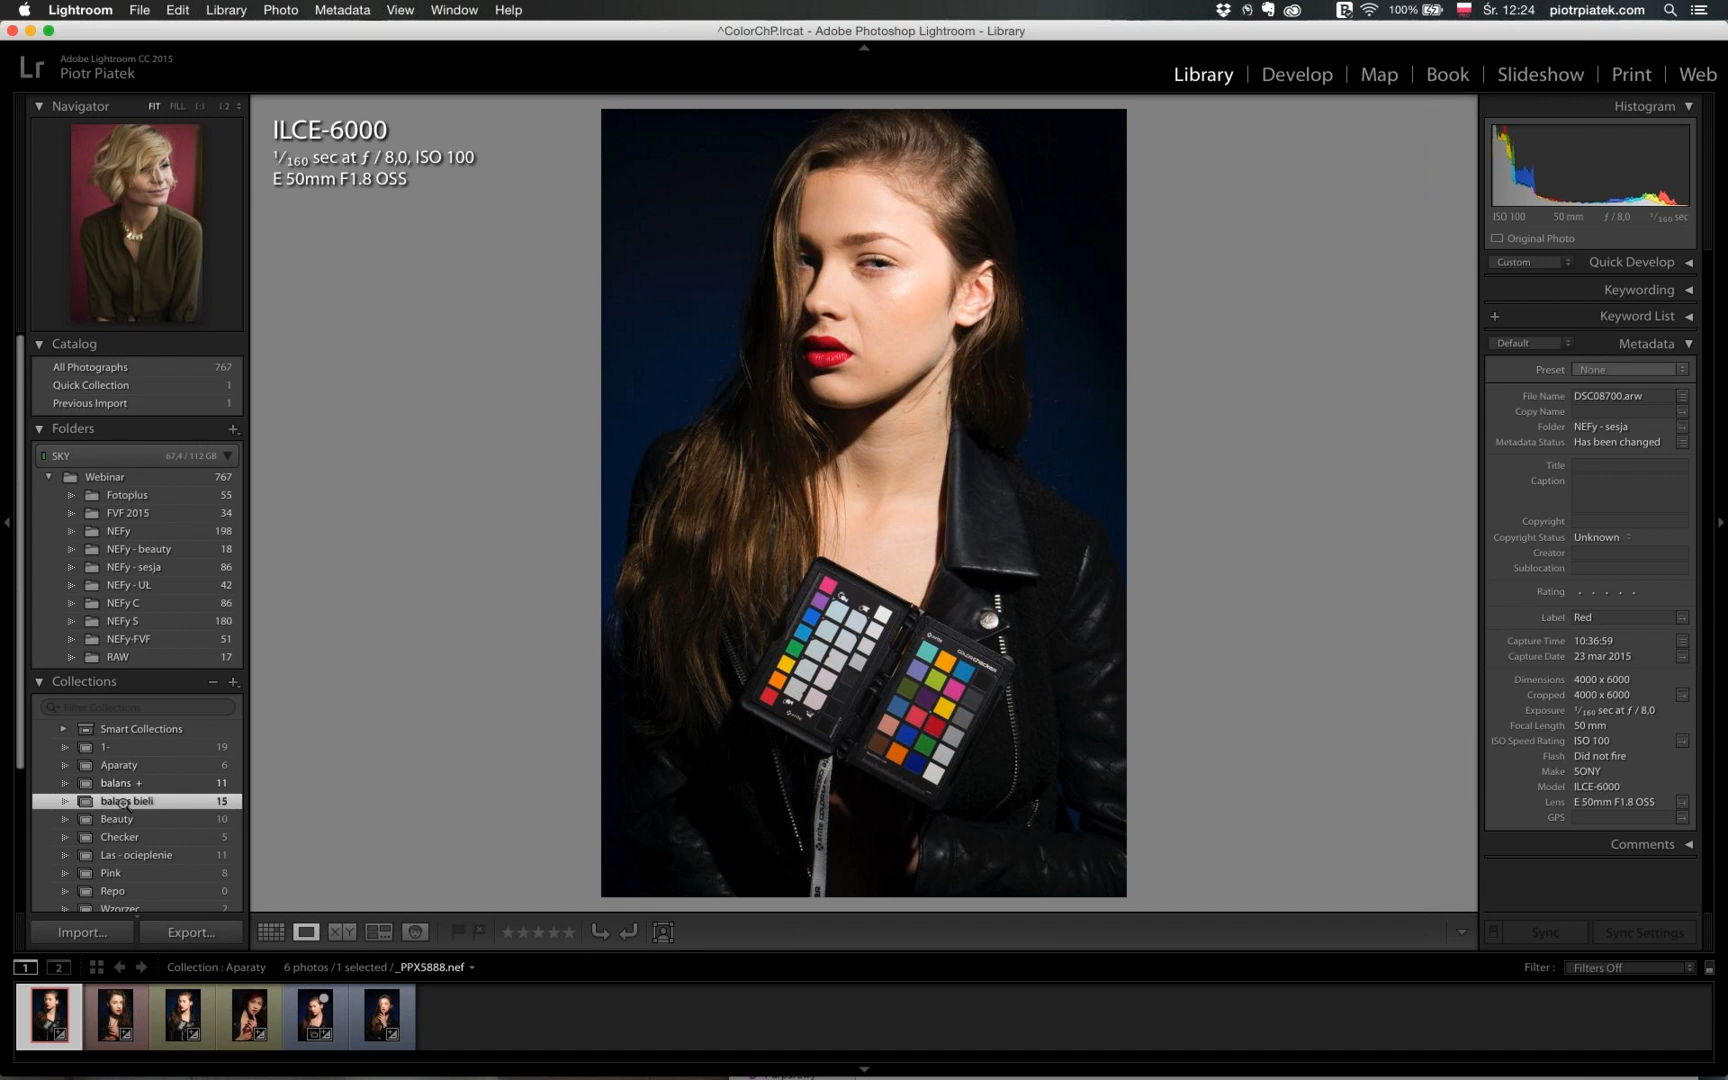 Lightroom File Edit Library Photo Metadata View Window Help 100% Śr. 12:24 piotrpiatek.com
^ColorChP.lrcat - Adobe Photoshop Lightroom - Library
Lr Adobe Lightroom CC 2015
Piotr Piatek
Library Develop Map Book Slideshow Print Web
Navigator FIT FILL 1:1 1:2
Catalog
All Photographs 767
Quick Collection 1
Previous Import 1
Folders
SKY 67,4 / 112 GB
Webinar 767
Fotoplus 55
FVF 2015 34
NEFy 198
NEFy - beauty 18
NEFy - sesja 86
NEFy - UŁ 42
NEFy C 86
NEFy S 180
NEFy-FVF 51
RAW 17
Collections
Filter Collections
Smart Collections
1- 19
Aparaty 6
balans + 11
balans bieli 15
Beauty 10
Checker 5
Las - ocieplenie 11
Pink 8
Repo 0
Wzorzec 2
Import... Export...
ILCE-6000
1/160 sec at ƒ / 8,0, ISO 100
E 50mm F1.8 OSS
x-rite colorchecker
Histogram
ISO 100 50 mm ƒ / 8,0 1/160 sec
Original Photo
Custom Quick Develop
Keywording
Keyword List
Default Metadata
Preset None
File Name DSC08700.arw
Copy Name
Folder NEFy - sesja
Metadata Status Has been changed
Title
Caption
Copyright
Copyright Status Unknown
Creator
Sublocation
Rating
Label Red
Capture Time 10:36:59
Capture Date 23 mar 2015
Dimensions 4000 x 6000
Cropped 4000 x 6000
Exposure 1/160 sec at ƒ / 8,0
Focal Length 50 mm
ISO Speed Rating ISO 100
Flash Did not fire
Make SONY
Model ILCE-6000
Lens E 50mm F1.8 OSS
GPS
Comments
Sync Sync Settings
1 2 Collection : Aparaty 6 photos / 1 selected / _PPX5888.nef
Filter : Filters Off